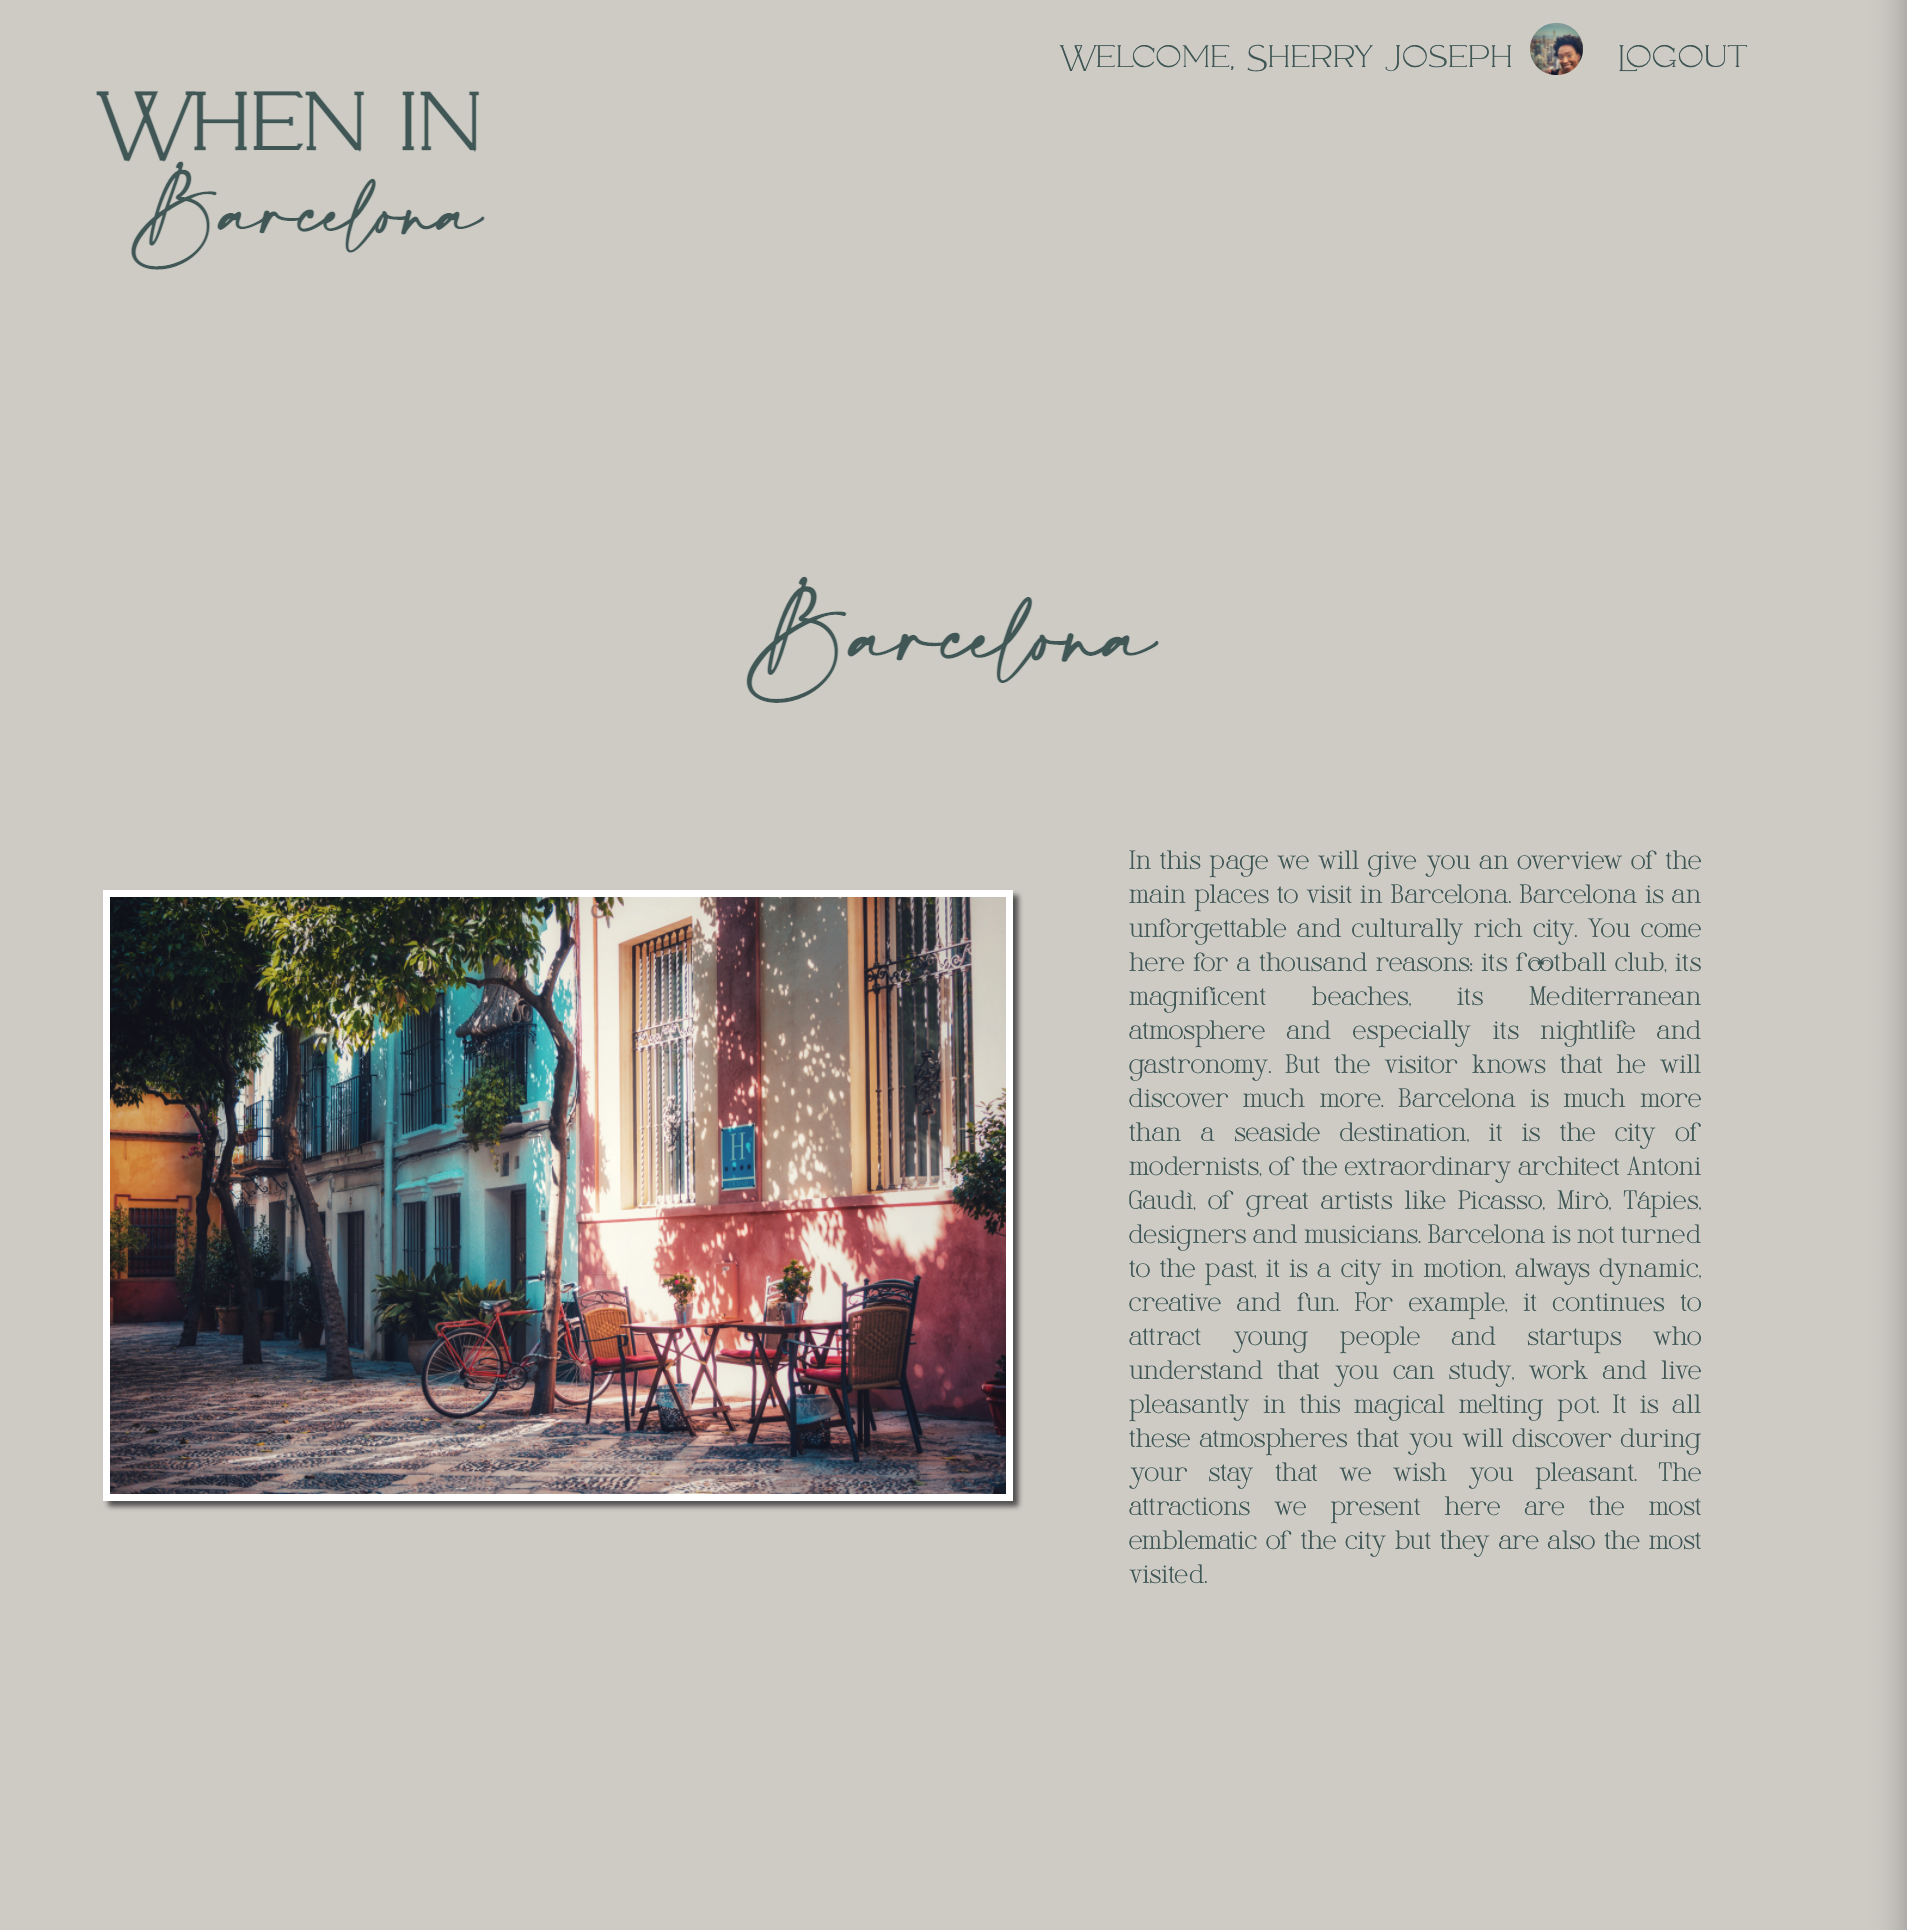 WELCOME, SHERRY JOSEPH
LOGOUT
WHEN IN
Barcelona
Barcelona
In this page we will give you an overview of the
main places to visit in Barcelona. Barcelona is an
unforgettable and culturally rich city. You come
here for a thousand reasons: its football club, its
magnificent beaches, its Mediterranean
atmosphere and especially its nightlife and
gastronomy. But the visitor knows that he will
discover much more. Barcelona is much more
than a seaside destination, it is the city of
modernists, of the extraordinary architect Antoni
Gaudì, of great artists like Picasso, Mirò, Tápies,
designers and musicians. Barcelona is not turned
to the past, it is a city in motion, always dynamic,
creative and fun. For example, it continues to
attract young people and startups who
understand that you can study, work and live
pleasantly in this magical melting pot. It is all
these atmospheres that you will discover during
your stay that we wish you pleasant. The
attractions we present here are the most
emblematic of the city but they are also the most
visited.
H